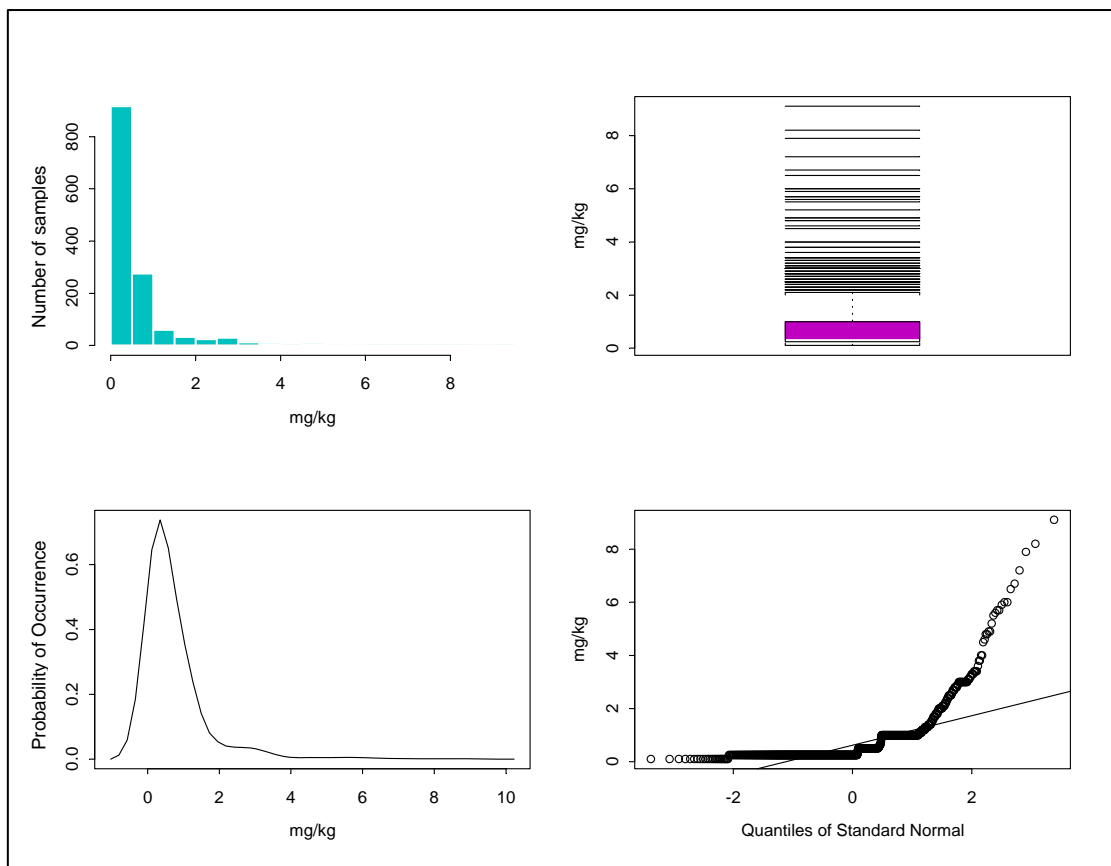 Number of samples
0 200 400 600 800
0 2 4 6 8
mg/kg
mg/kg
0 2 4 6 8
Probability of Occurrence
0.0 0.2 0.4 0.6
0 2 4 6 8 10
mg/kg
mg/kg
0 2 4 6 8
-2 0 2
Quantiles of Standard Normal